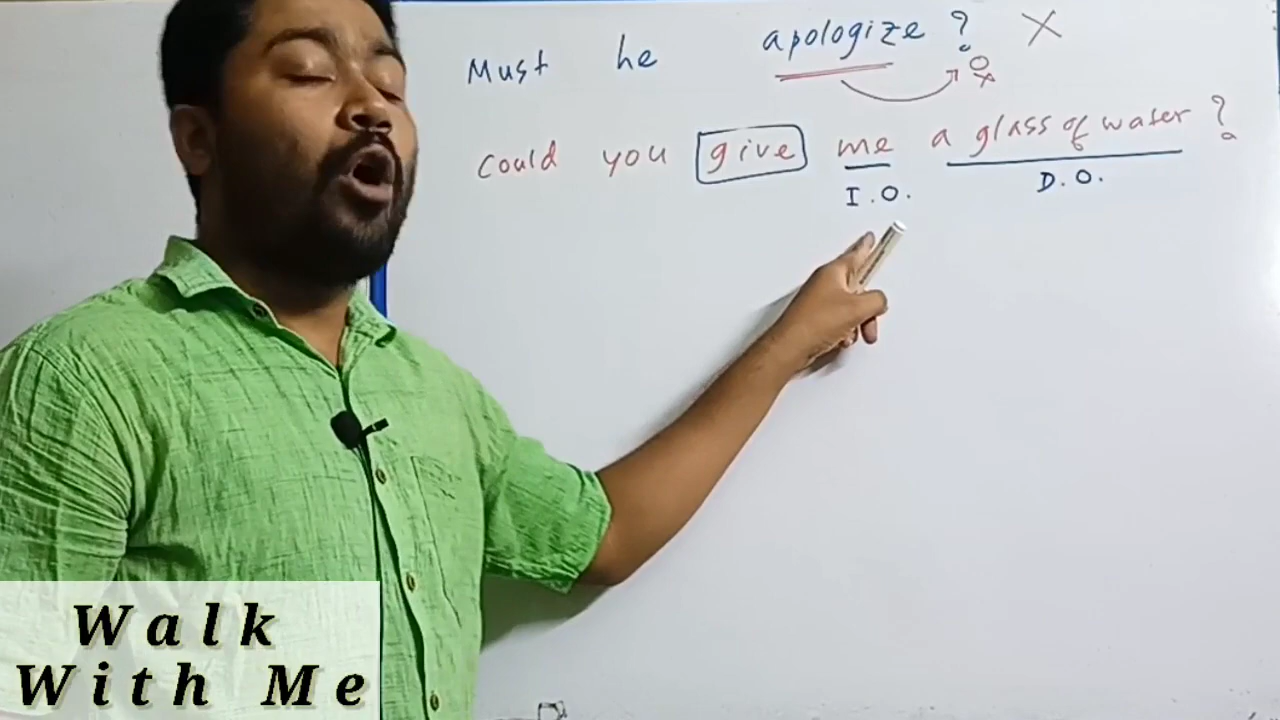 Must he apologize ? X
O
x
Could you give me a glass of water ?
I.O. D.O.
Walk
With Me